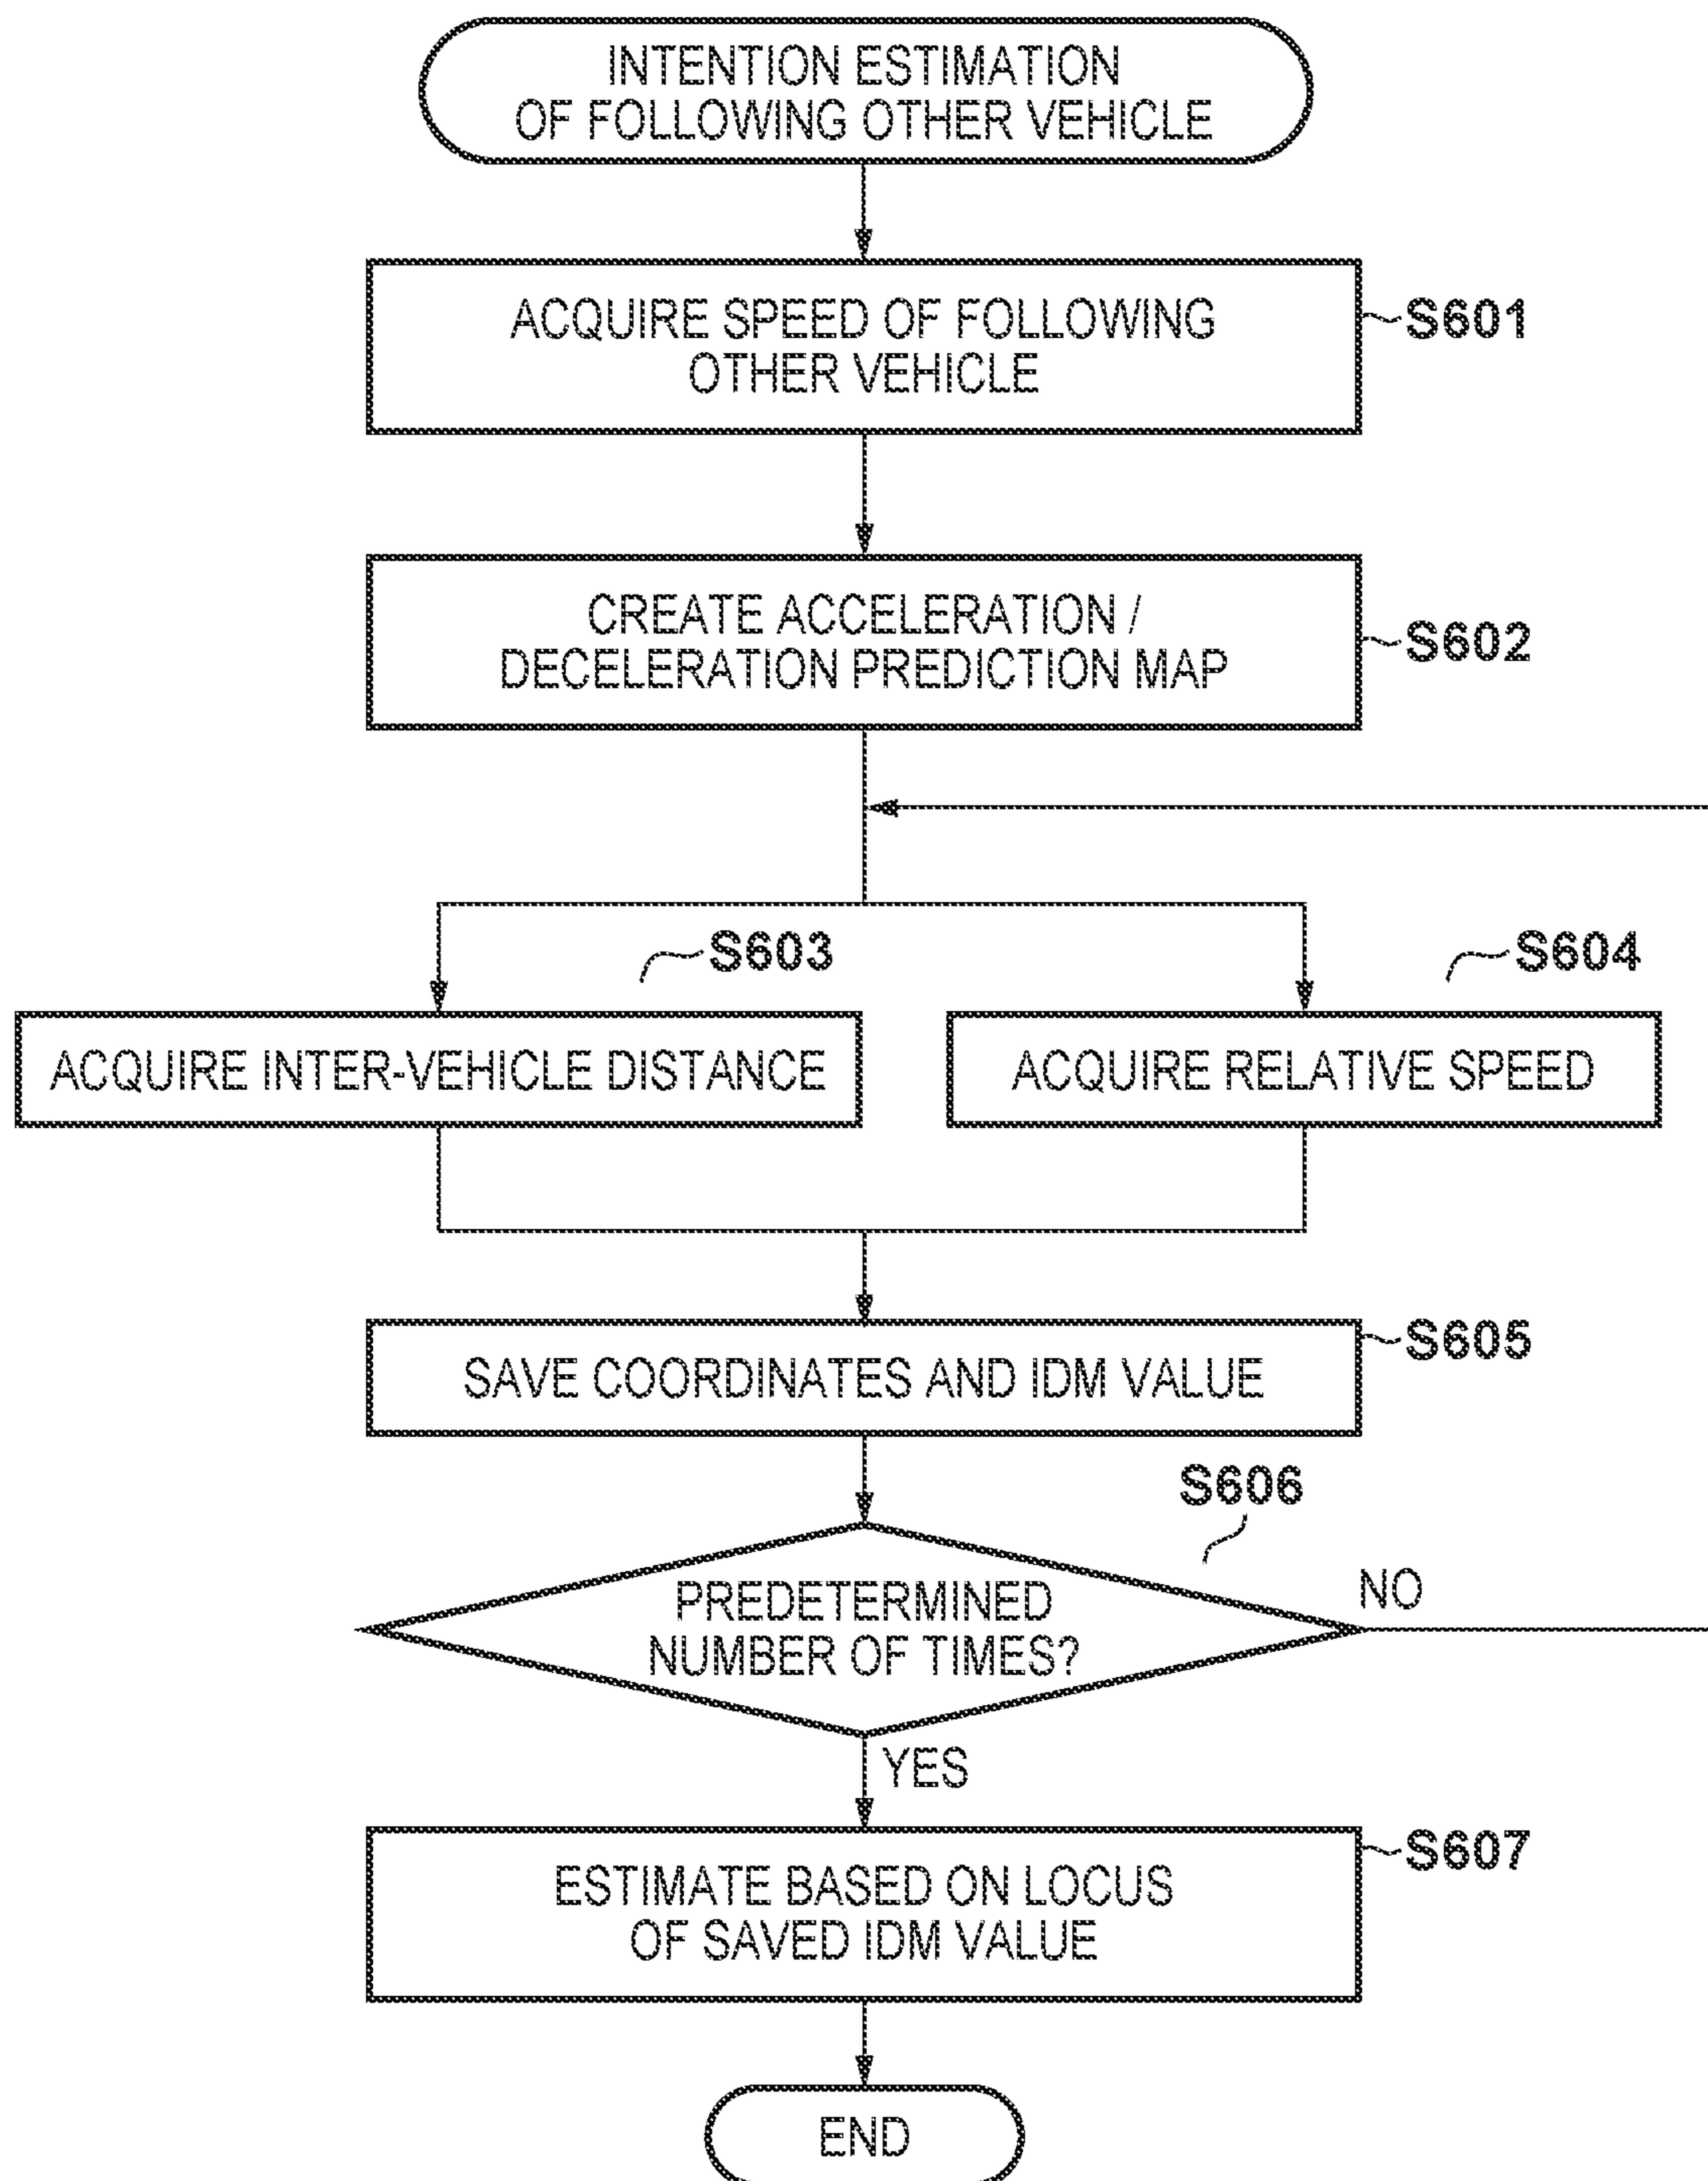 INTENTION ESTIMATION
OF FOLLOWING OTHER VEHICLE
ACQUIRE SPEED OF FOLLOWING
OTHER VEHICLE
S601
CREATE ACCELERATION /
DECELERATION PREDICTION MAP
S602
S603
ACQUIRE INTER-VEHICLE DISTANCE
S604
ACQUIRE RELATIVE SPEED
SAVE COORDINATES AND IDM VALUE
S605
S606
PREDETERMINED
NUMBER OF TIMES?
NO
YES
ESTIMATE BASED ON LOCUS
OF SAVED IDM VALUE
S607
END